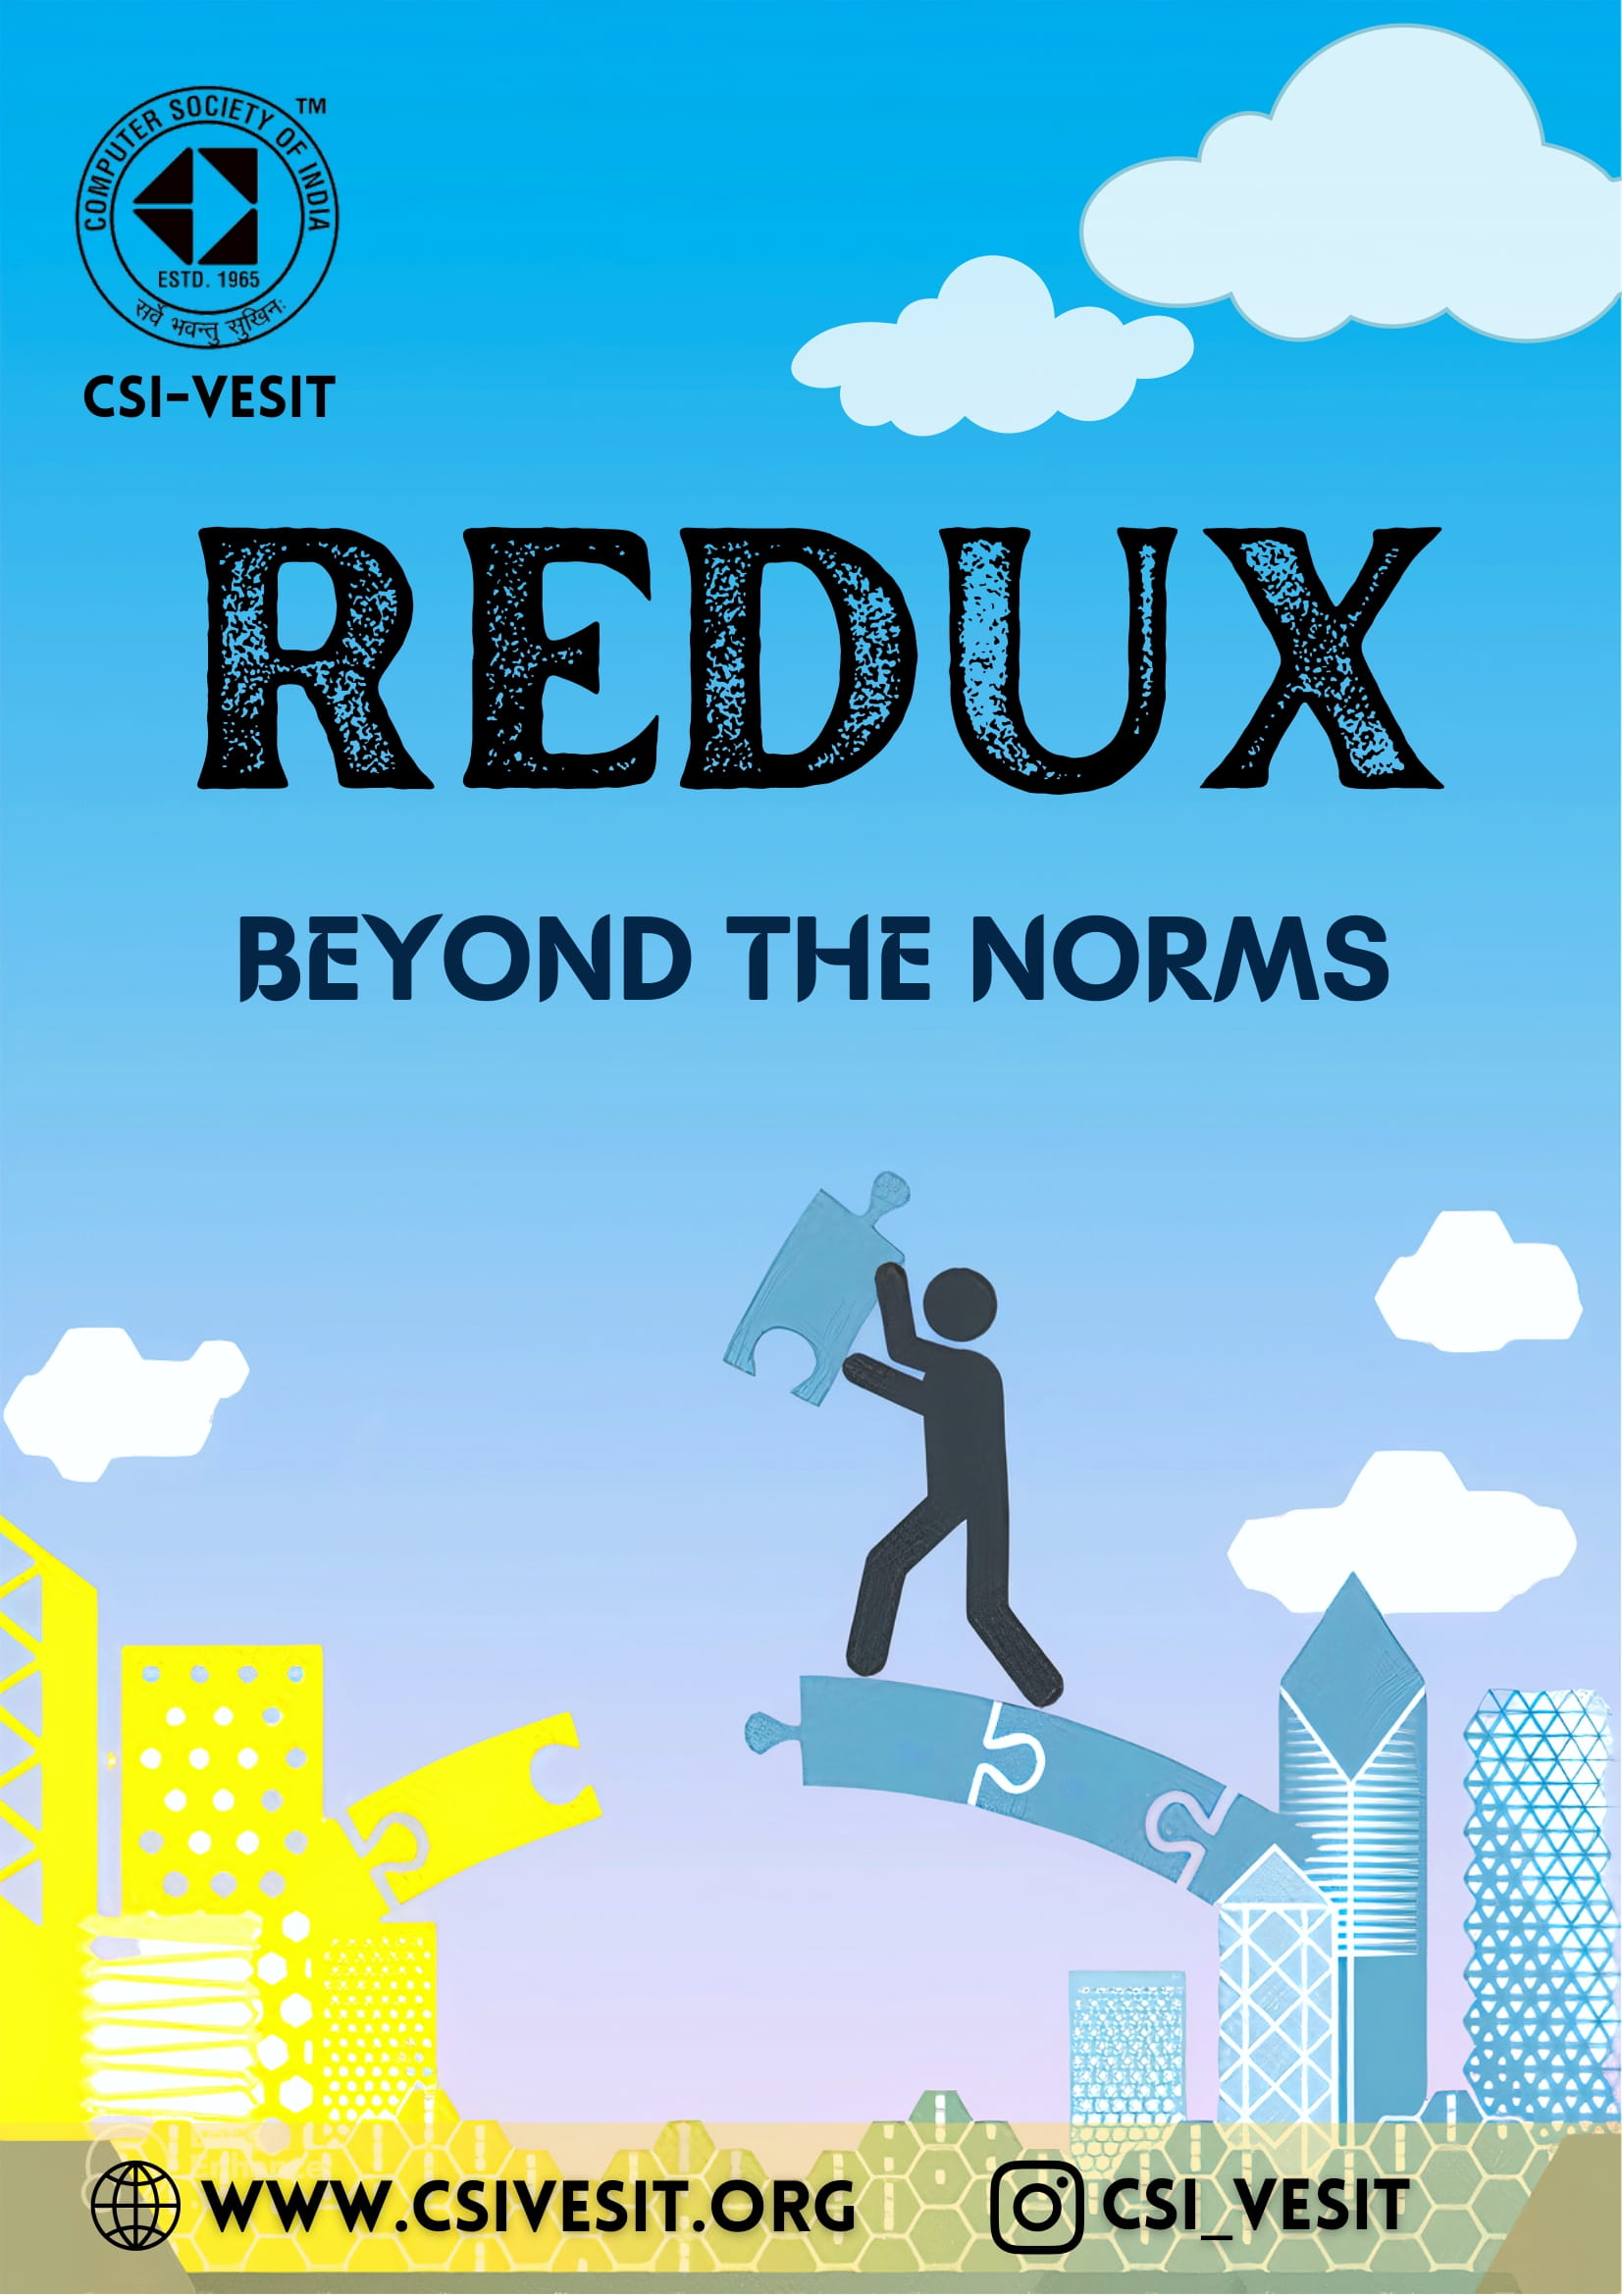 COMPUTER SOCIETY OF INDIA
TM
ESTD. 1965
सर्वे भवन्तु सुखिनः
CSI-VESIT
REDUX
BEYOND THE NORMS
Enhance
WWW.CSIVESIT.ORG
CSI_VESIT